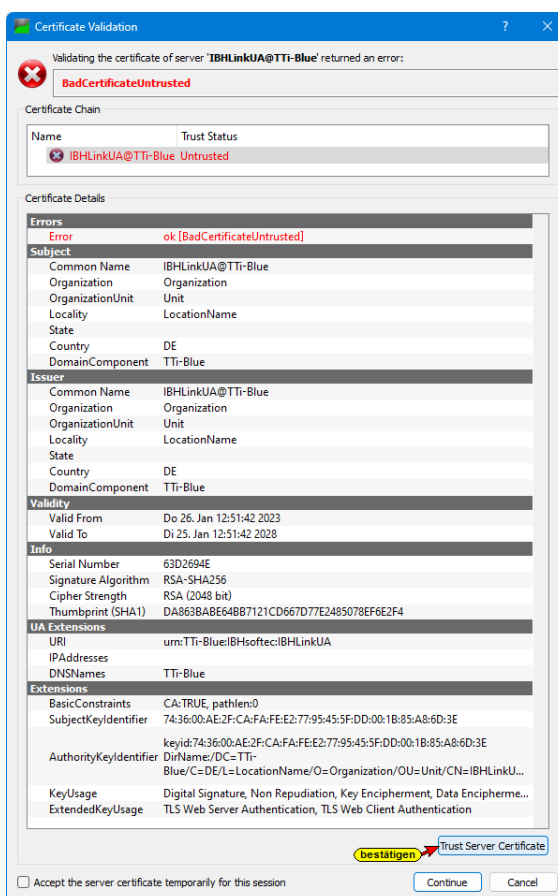 Certificate Validation
Validating the certificate of server 'IBHLinkUA@TTi-Blue' returned an error:
BadCertificateUntrusted
Certificate Chain
Name Trust Status
IBHLinkUA@TTi-Blue Untrusted
Certificate Details
Errors
Error ok [BadCertificateUntrusted]
Subject
Common Name IBHLinkUA@TTi-Blue
Organization Organization
OrganizationUnit Unit
Locality LocationName
State
Country DE
DomainComponent TTi-Blue
Issuer
Common Name IBHLinkUA@TTi-Blue
Organization Organization
OrganizationUnit Unit
Locality LocationName
State
Country DE
DomainComponent TTi-Blue
Validity
Valid From Do 26. Jan 12:51:42 2023
Valid To Di 25. Jan 12:51:42 2028
Info
Serial Number 63D2694E
Signature Algorithm RSA-SHA256
Cipher Strength RSA (2048 bit)
Thumbprint (SHA1) DA863BABE64BB7121CD667D77E2485078EF6E2F4
UA Extensions
URI urn:TTi-Blue:IBHsoftec:IBHLinkUA
IPAddresses
DNSNames TTi-Blue
Extensions
BasicConstraints CA:TRUE, pathlen:0
SubjectKeyIdentifier 74:36:00:AE:2F:CA:FA:FE:E2:77:95:45:5F:DD:00:1B:85:A8:6D:3E
keyid:74:36:00:AE:2F:CA:FA:FE:E2:77:95:45:5F:DD:00:1B:85:A8:6D:3E
AuthorityKeyIdentifier DirName:/DC=TTi-
Blue/C=DE/L=LocationName/O=Organization/OU=Unit/CN=IBHLinkU...
KeyUsage Digital Signature, Non Repudiation, Key Encipherment, Data Encipherme...
ExtendedKeyUsage TLS Web Server Authentication, TLS Web Client Authentication
bestätigen Trust Server Certificate
Accept the server certificate temporarily for this session Continue Cancel